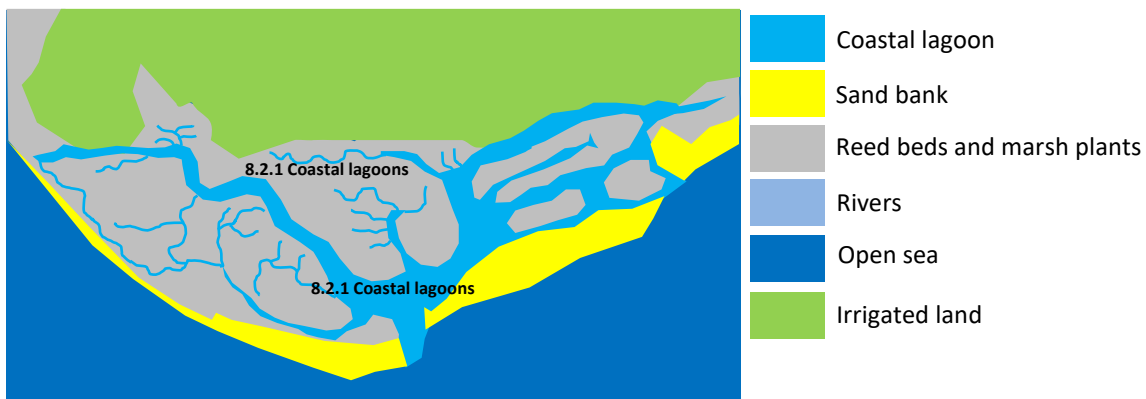 8.2.1 Coastal lagoons
8.2.1 Coastal lagoons
Coastal lagoon
Sand bank
Reed beds and marsh plants
Rivers
Open sea
Irrigated land